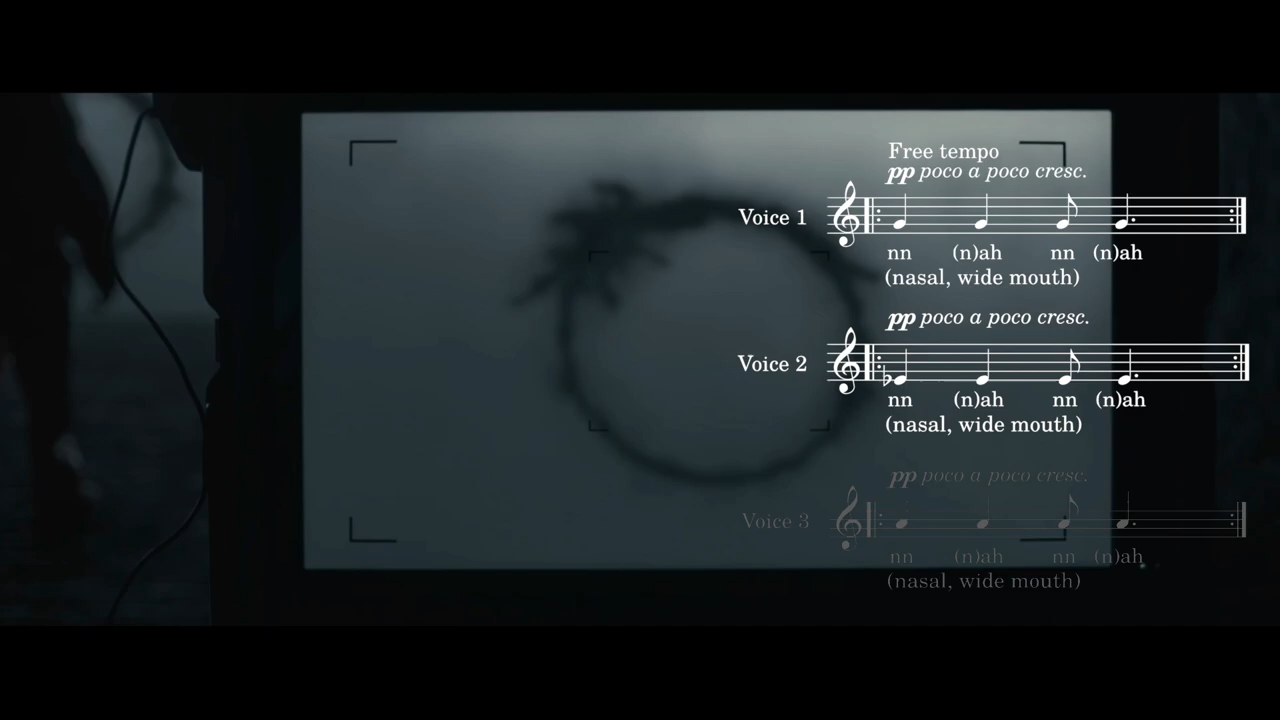 Free tempo
pp poco a poco cresc.
Voice 1
nn (n)ah nn (n)ah
(nasal, wide mouth)
pp poco a poco cresc.
Voice 2
nn (n)ah nn (n)ah
(nasal, wide mouth)
pp poco a poco cresc.
Voice 3
nn (n)ah nn (n)ah
(nasal, wide mouth)